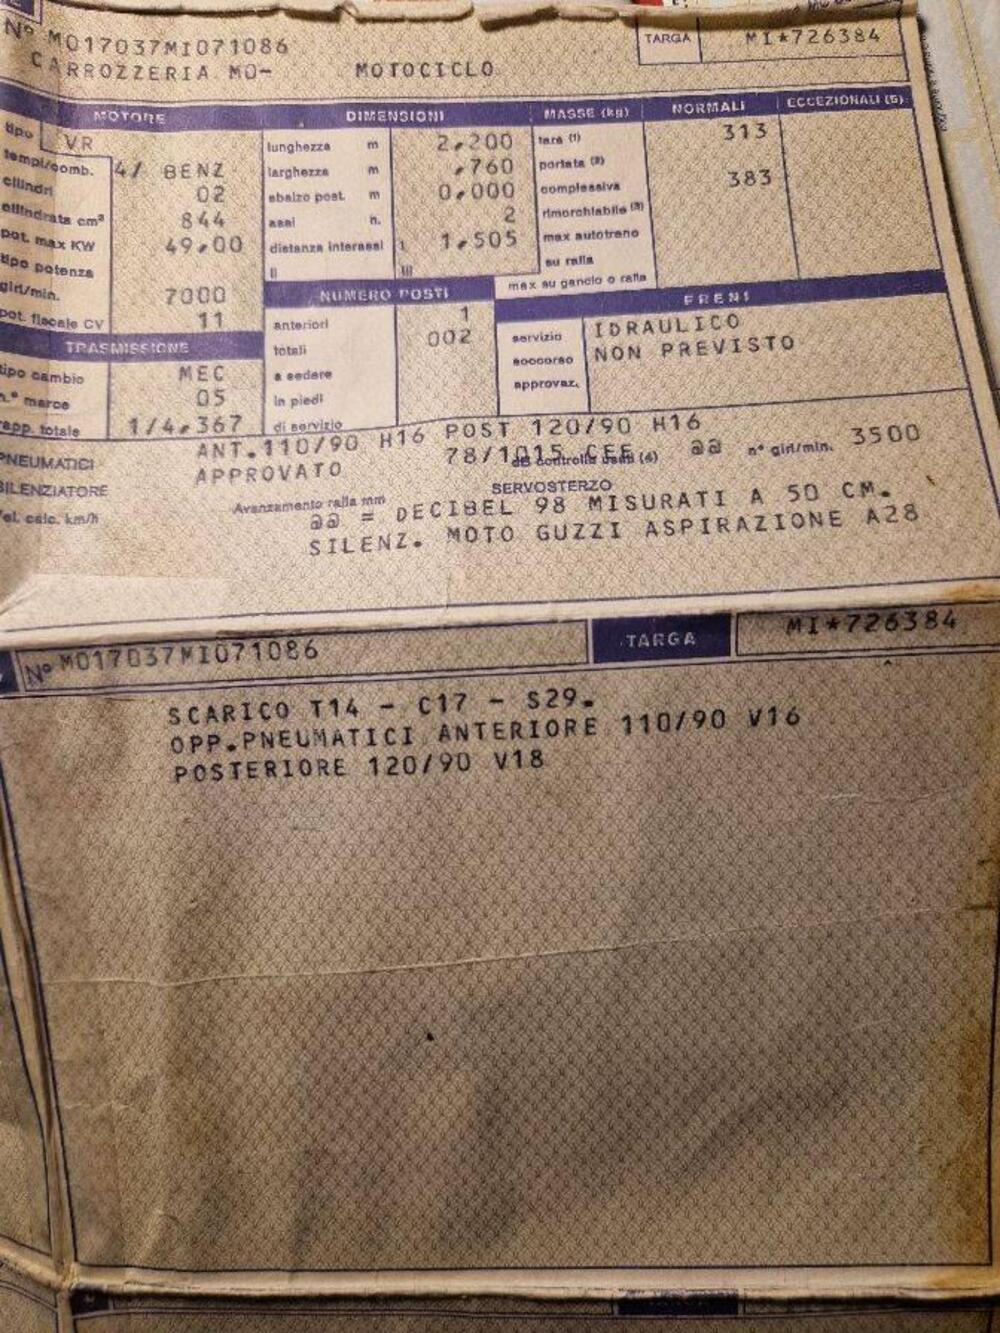 Nº M017037MI071086
TARGA MI*726384
CARROZZERIA MO- MOTOCICLO
MOTORE
tipo VR
tempi/comb. 4/ BENZ
cilindri 02
cilindrata cm³ 844
pot. max KW 49,00
tipo potenza
giri/min. 7000
pot. fiscale CV 11
TRASMISSIONE
tipo cambio MEC
n.° marce 05
rapp. totale 1/4,367
DIMENSIONI
lunghezza m 2,200
larghezza m ,760
sbalzo post. m 0,000
assi n. 2
distanza interassi I 1,505
II III
NUMERO POSTI
anteriori 1
totali 002
a sedere
in piedi
di servizio
MASSE (kg) NORMALI ECCEZIONALI (5)
tara (1) 313
portata (2)
complessiva 383
rimorchiabile (3)
max autotreno
su ralla
max su gancio o ralla
FRENI
servizio IDRAULICO
soccorso NON PREVISTO
approvaz.
PNEUMATICI ANT.110/90 H16 POST 120/90 H16
SILENZIATORE APPROVATO 78/1015 CEE dB controllo usati (4) @@ n° giri/min. 3500
vel. calc. km/h Avanzamento ralla mm SERVOSTERZO
@@ = DECIBEL 98 MISURATI A 50 CM.
SILENZ. MOTO GUZZI ASPIRAZIONE A28
Nº M017037MI071086 TARGA MI*726384
SCARICO T14 - C17 - S29.
OPP.PNEUMATICI ANTERIORE 110/90 V16
POSTERIORE 120/90 V18